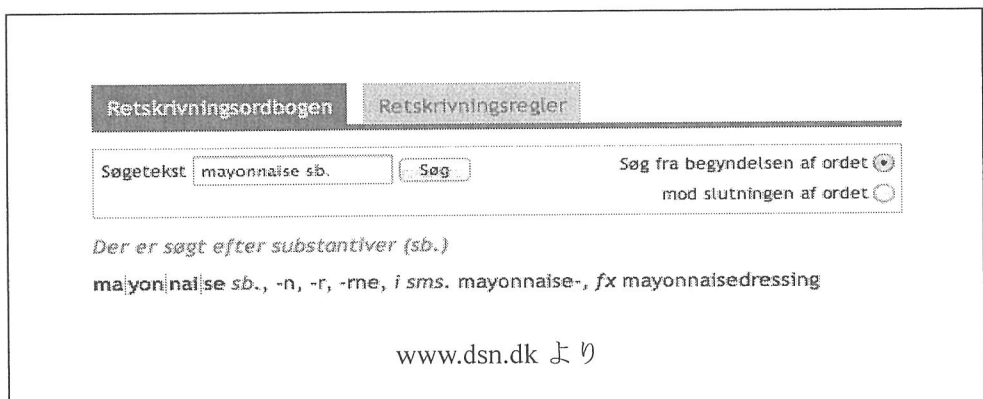 Retskrivningsordbogen Retskrivningsregler
Søgetekst mayonnaise sb. Søg Søg fra begyndelsen af ordet
mod slutningen af ordet
Der er søgt efter substantiver (sb.)
ma|yon|nai|se sb., -n, -r, -rne, i sms. mayonnaise-, fx mayonnaisedressing
www.dsn.dk より